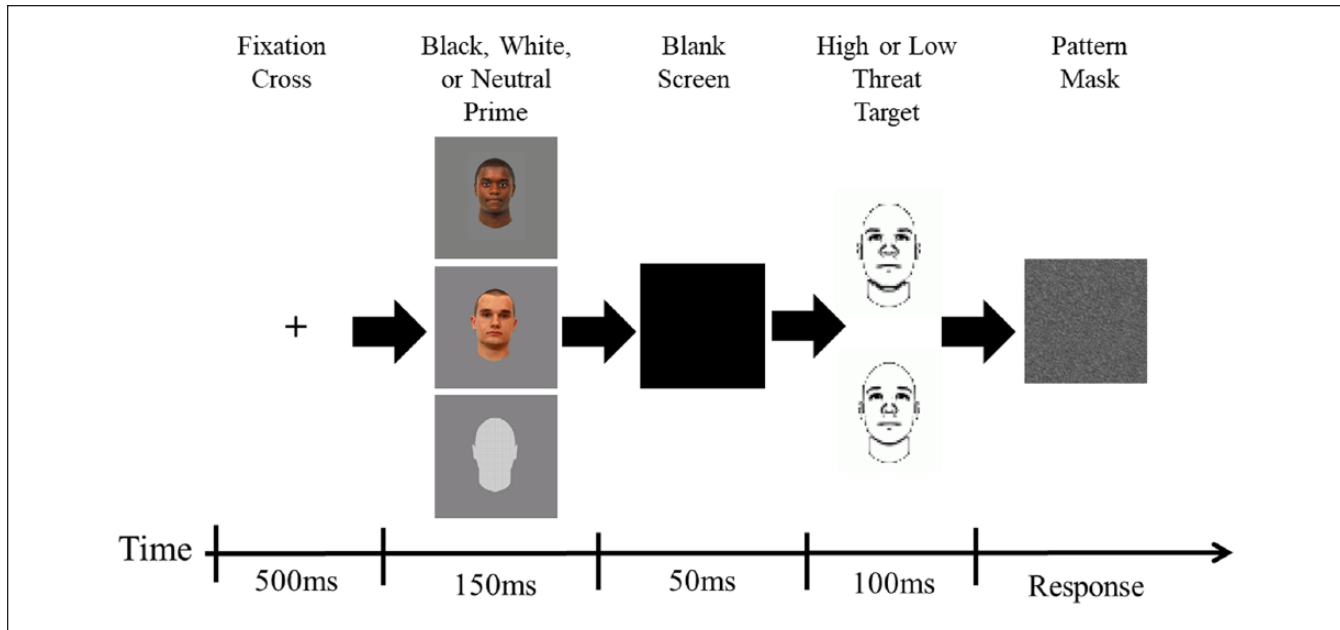 Fixation
Cross
Black, White,
or Neutral
Prime
Blank
Screen
High or Low
Threat
Target
Pattern
Mask
+
Time
500ms
150ms
50ms
100ms
Response